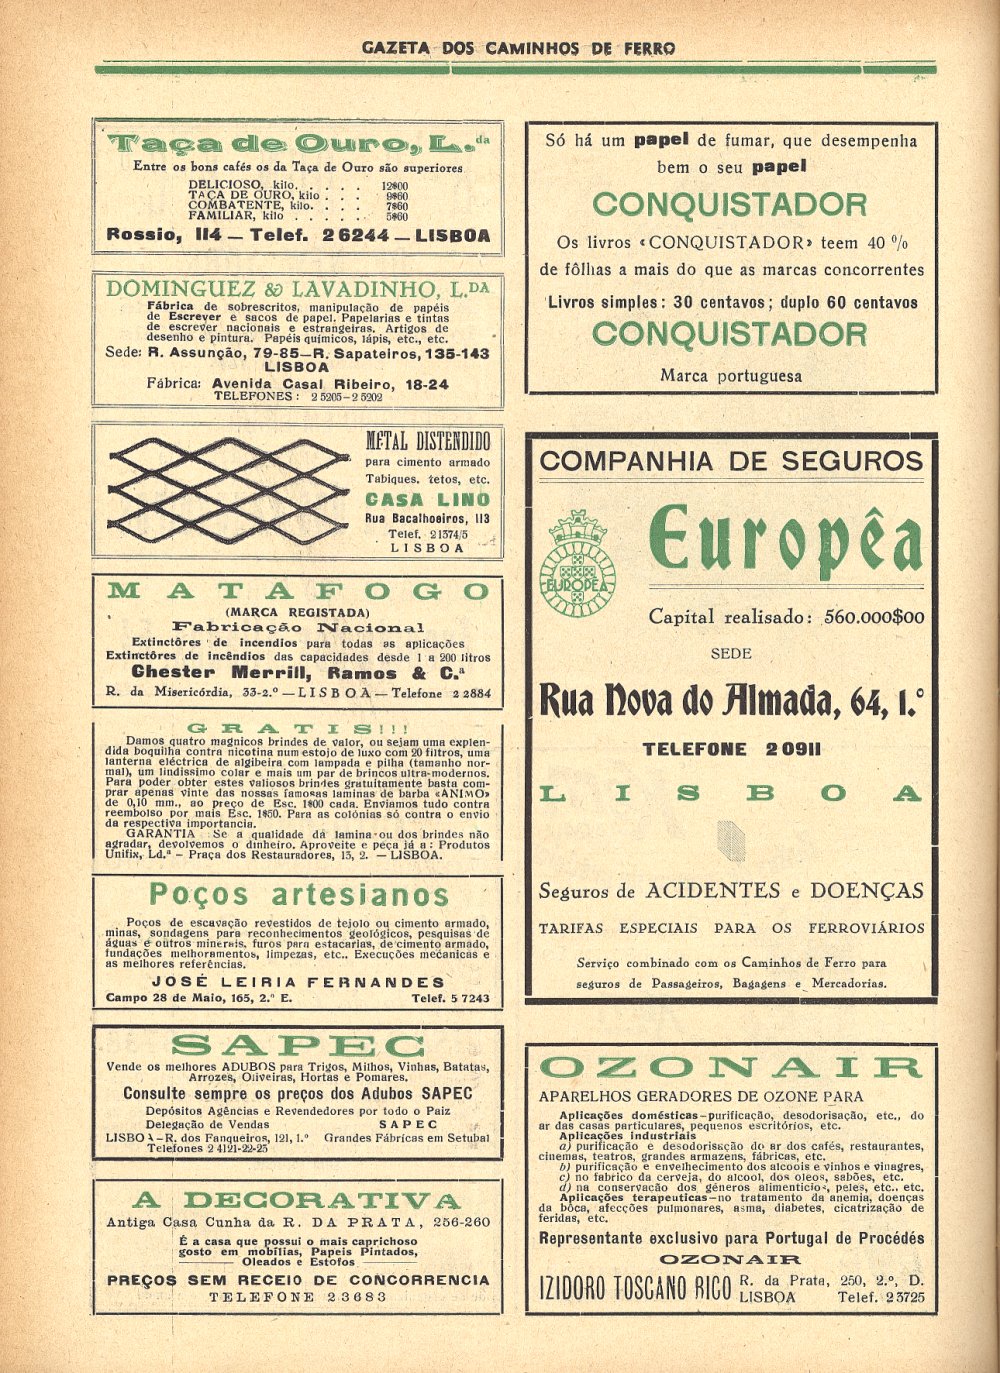 GAZETA DOS CAMINHOS DE FERRO
Taça de Ouro, L.da
Entre os bons cafés os da Taça de Ouro são superiores
DELICIOSO, kilo. . . . . 12$00
TAÇA DE OURO, kilo . . . 9$60
COMBATENTE, kilo. . . . 7$60
FAMILIAR, kilo . . . . . 5$60
Rossio, 114 — Telef. 2 6244 — LISBOA
DOMINGUEZ & LAVADINHO, L.DA
Fábrica de sobrescritos, manipulação de papéis
de Escrever e sacos de papel. Papelarias e tintas
de escrever nacionais e estrangeiras. Artigos de
desenho e pintura. Papéis químicos, lápis, etc., etc.
Sede: R. Assunção, 79-85—R. Sapateiros, 135-143
LISBOA
Fábrica: Avenida Casal Ribeiro, 18-24
TELEFONES: 2 5205-2 5202
METAL DISTENDIDO
para cimento armado
Tabiques, tetos, etc.
CASA LINO
Rua Bacalhoeiros, 113
Telef. 2 1374/5
LISBOA
MATAFOGO
(MARCA REGISTADA)
Fabricação Nacional
Extinctôres de incendios para todas as aplicações
Extinctôres de incêndios das capacidades desde 1 a 200 litros
Chester Merrill, Ramos & C.ª
R. da Misericórdia, 33-2.º — LISBOA — Telefone 2 2884
GRATIS!!!
Damos quatro magnicos brindes de valor, ou sejam uma explen-
dida boquilha contra nicotina num estojo de luxo com 20 filtros, uma
lanterna eléctrica de algibeira com lampada e pilha (tamanho nor-
mal), um lindissimo colar e mais um par de brincos ultra-modernos.
Para poder obter estes valiosos brindes gratuitamente basta com-
prar apenas vinte das nossas famosas laminas de barba «ANIMO»
de 0,10 mm., ao preço de Esc. 1$00 cada. Enviamos tudo contra
reembolso por mais Esc. 1$50. Para as colónias só contra o envio
da respectiva importancia.
GARANTIA : Se a qualidade dá lamina ou dos brindes não
agradar, devolvemos o dinheiro. Aproveite e peça já a : Produtos
Unifix, Ld.ª - Praça dos Restauradores, 13, 2. — LISBOA.
Poços artesianos
Poços de escavação revestidos de tejolo ou cimento armado,
minas, sondagens para reconhecimentos geológicos, pesquisas de
águas e outros minerais, furos para estacarias, de cimento armado,
fundações melhoramentos, limpezas, etc.. Execuções mecânicas e
as melhores referências.
JOSÉ LEIRIA FERNANDES
Campo 28 de Maio, 165, 2.º E. Telef. 5 7243
SAPEC
Vende os melhores ADUBOS para Trigos, Milhos, Vinhas, Batatas,
Arrozes, Oliveiras, Hortas e Pomares.
Consulte sempre os preços dos Adubos SAPEC
Depósitos Agências e Revendedores por todo o Paiz
Delegação de Vendas SAPEC
LISBOA-R. dos Fanqueiros, 121, 1.º Grandes Fábricas em Setubal
Telefones 2 4121-22-25
A DECORATIVA
Antiga Casa Cunha da R. DA PRATA, 256-260
É a casa que possui o mais caprichoso
gosto em mobílias, Papeis Pintados,
Oleados e Estofos
PREÇOS SEM RECEIO DE CONCORRENCIA
TELEFONE 23683
Só há um papel de fumar, que desempenha
bem o seu papel
CONQUISTADOR
Os livros «CONQUISTADOR» teem 40 %
de fôlhas a mais do que as marcas concorrentes
Livros simples: 30 centavos; duplo 60 centavos
CONQUISTADOR
Marca portuguesa
COMPANHIA DE SEGUROS
EUROPÊA
Européa
Capital realisado: 560.000$00
SEDE
Rua Nova do Almada, 64, 1.º
TELEFONE 2 0911
LISBOA
Seguros de ACIDENTES e DOENÇAS
TARIFAS ESPECIAIS PARA OS FERROVIÁRIOS
Serviço combinado com os Caminhos de Ferro para
seguros de Passageiros, Bagagens e Mercadorias.
OZONAIR
APARELHOS GERADORES DE OZONE PARA
Aplicações domésticas-purificação, desodorisação, etc., do
ar das casas particulares, pequenos escritórios, etc.
Aplicações industriais
a) purificação e desodorisação do ar dos cafés, restaurantes,
cinemas, teatros, grandes armazens, fábricas, etc.
b) purificação e envelhecimento dos alcoois e vinhos e vinagres,
c) no fabrico da cerveja, do alcool, dos oleos, sabões, etc.
d) na conservação dos géneros alimenticios, peles, etc.. etc.
Aplicações terapeuticas-no tratamento da anemia, doenças
da bôca, afecções pulmonares, asma, diabetes, cicatrização de
feridas, etc.
Representante exclusivo para Portugal de Procédés
OZONAIR
IZIDORO TOSCANO RICO R. da Prata, 250, 2.º, D.
LISBOA Telef. 2 3725